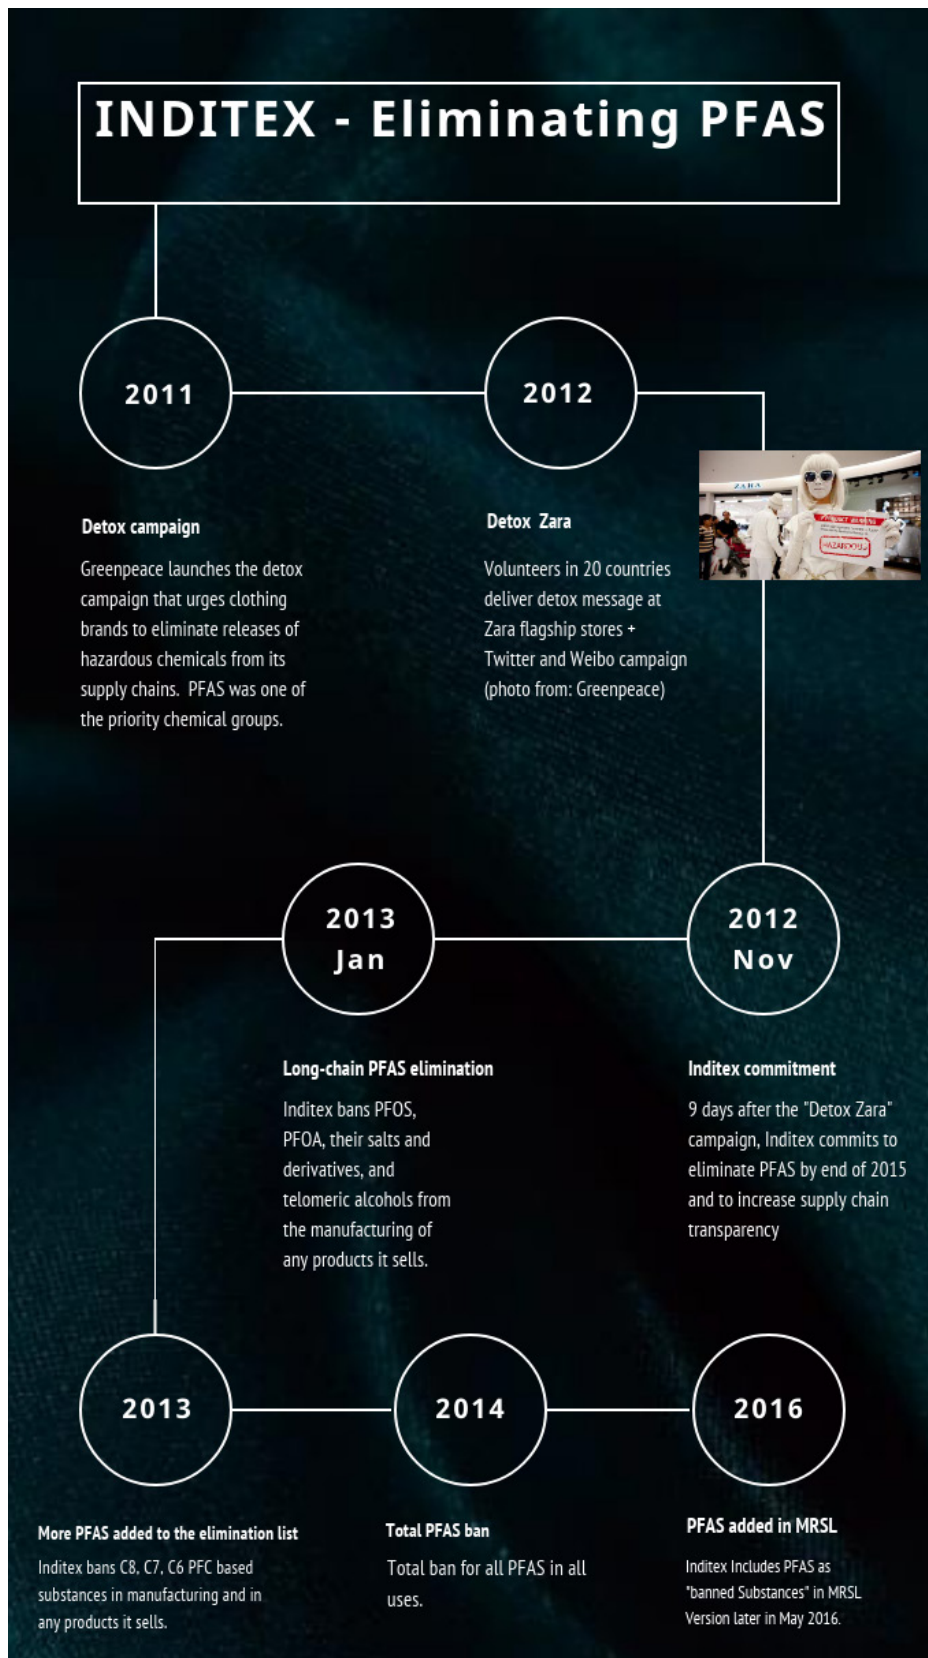 INDITEX - Eliminating PFAS
2011
2012
ZARA
HAZARDOUS
Detox campaign
Greenpeace launches the detox
campaign that urges clothing
brands to eliminate releases of
hazardous chemicals from its
supply chains. PFAS was one of
the priority chemical groups.
Detox Zara
Volunteers in 20 countries
deliver detox message at
Zara flagship stores +
Twitter and Weibo campaign
(photo from: Greenpeace)
2012
Nov
Inditex commitment
9 days after the "Detox Zara"
campaign, Inditex commits to
eliminate PFAS by end of 2015
and to increase supply chain
transparency
2013
Jan
Long-chain PFAS elimination
Inditex bans PFOS,
PFOA, their salts and
derivatives, and
telomeric alcohols from
the manufacturing of
any products it sells.
2013
More PFAS added to the elimination list
Inditex bans C8, C7, C6 PFC based
substances in manufacturing and in
any products it sells.
2014
Total PFAS ban
Total ban for all PFAS in all
uses.
2016
PFAS added in MRSL
Inditex Includes PFAS as
"banned Substances" in MRSL
Version later in May 2016.